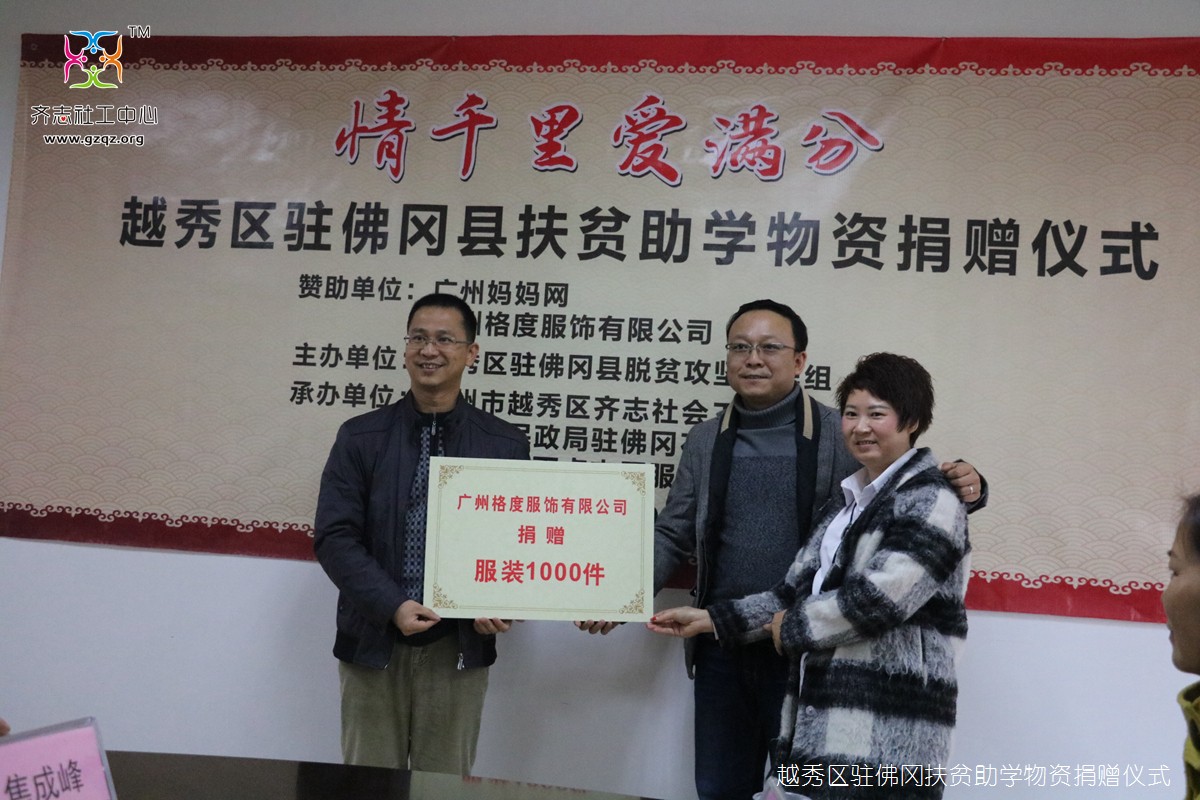 TM
齐志社工中心
www.gzqz.org
情千里爱满分
越秀区驻佛冈县扶贫助学物资捐赠仪式
赞助单位：广州妈妈网
州格度服饰有限公司
主办单位：秀区驻佛冈县脱贫攻坚 组
承办单位：州市越秀区齐志社会
民政局驻佛冈
服
广州格度服饰有限公司
捐赠
服装1000件
焦成峰
越秀区驻佛冈扶贫助学物资捐赠仪式